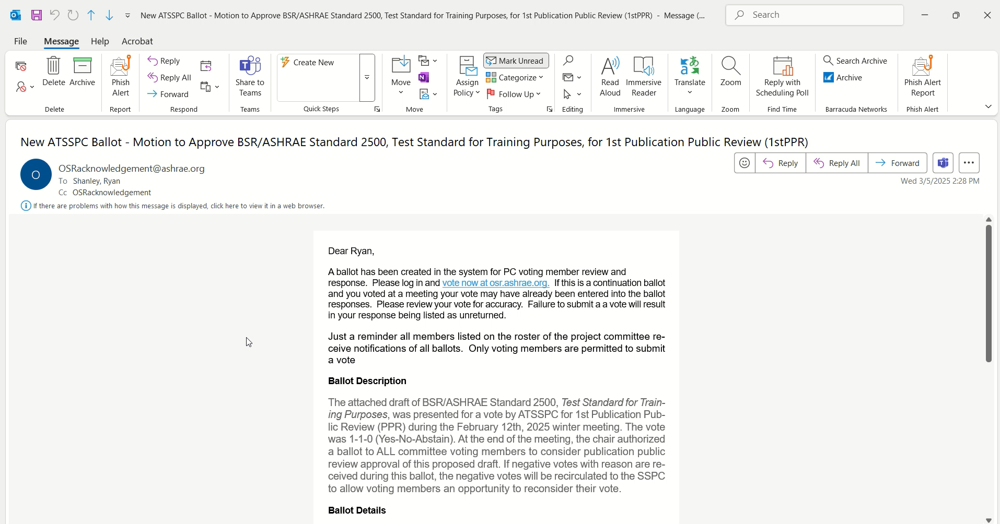 New ATSSPC Ballot - Motion to Approve BSR/ASHRAE Standard 2500, Test Standard for Training Purposes, for 1st Publication Public Review (1stPPR) - Message (...
Search
File Message Help Acrobat
Delete
Archive
Delete
Phish
Alert
Report
Reply
Reply All
Forward
Respond
Share to
Teams
Teams
Create New
Quick Steps
Move
Move
Assign
Policy
Mark Unread
Categorize
Follow Up
Tags
Editing
Read
Aloud
Immersive
Reader
Immersive
Translate
Language
Zoom
Zoom
Reply with
Scheduling Poll
Find Time
Search Archive
Archive
Barracuda Networks
Phish Alert
Report
Phish Alert
New ATSSPC Ballot - Motion to Approve BSR/ASHRAE Standard 2500, Test Standard for Training Purposes, for 1st Publication Public Review (1stPPR)
O
OSRacknowledgement@ashrae.org
To Shanley, Ryan
Cc OSRacknowledgement
Reply
Reply All
Forward
Wed 3/5/2025 2:28 PM
If there are problems with how this message is displayed, click here to view it in a web browser.
Dear Ryan,
A ballot has been created in the system for PC voting member review and
response. Please log in and vote now at osr.ashrae.org. If this is a continuation ballot
and you voted at a meeting your vote may have already been entered into the ballot
responses. Please review your vote for accuracy. Failure to submit a a vote will result
in your response being listed as unreturned.
Just a reminder all members listed on the roster of the project committee re-
ceive notifications of all ballots. Only voting members are permitted to submit
a vote
Ballot Description
The attached draft of BSR/ASHRAE Standard 2500, Test Standard for Train-
ing Purposes, was presented for a vote by ATSSPC for 1st Publication Pub-
lic Review (PPR) during the February 12th, 2025 winter meeting. The vote
was 1-1-0 (Yes-No-Abstain). At the end of the meeting, the chair authorized
a ballot to ALL committee voting members to consider publication public
review approval of this proposed draft. If negative votes with reason are re-
ceived during this ballot, the negative votes will be recirculated to the SSPC
to allow voting members an opportunity to reconsider their vote.
Ballot Details